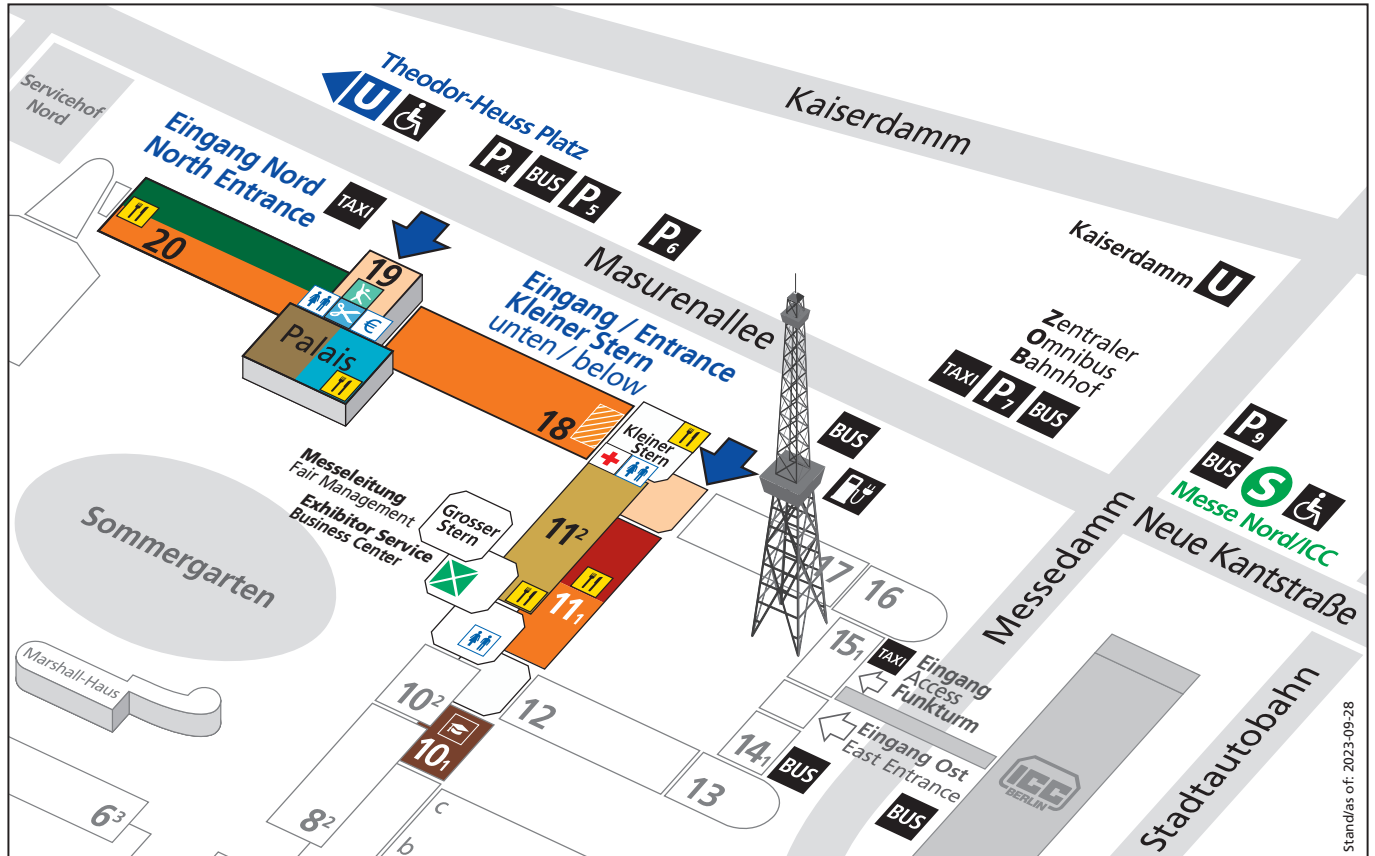 Servicehof
Nord
Eingang Nord
North Entrance
TAXI
Theodor-Heuss Platz
U
P4
BUS
P5
P6
Kaiserdamm
Masurenallee
Kaiserdamm
U
Zentraler
Omnibus
Bahnhof
TAXI
P7
BUS
P9
BUS
S
Messe Nord/ICC
Neue Kantstraße
Messedamm
Stadtautobahn
20
19
€
Palais
Eingang / Entrance
Kleiner Stern
unten / below
18
Kleiner
Stern
BUS
Messeleitung
Fair Management
Exhibitor Service
Business Center
Grosser
Stern
11²
11₁
Sommergarten
Marshall-Haus
17
16
15₁
TAXI
Eingang
Access
Funkturm
Eingang Ost
East Entrance
14₁
BUS
BUS
ICC
BERLIN
10²
10₁
12
13
c
b
8²
6³
Stand/as of: 2023-09-28